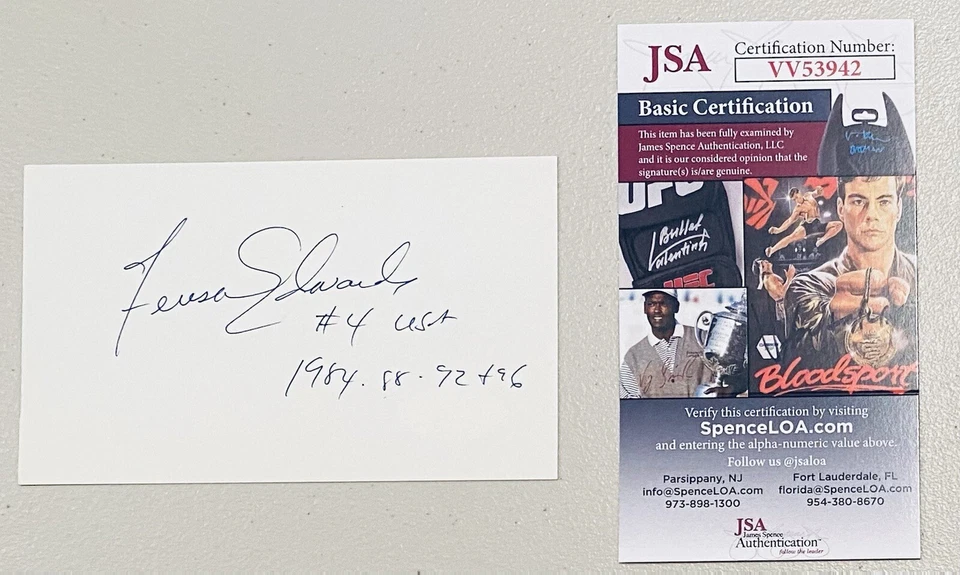 Teresa Edwards
#4 USA
1984. 88. 92 + 96
JSA
Certification Number:
VV53942
Basic Certification
This item has been fully examined by
James Spence Authentication, LLC
and it is our considered opinion that the
signature(s) is/are genuine.
UFC
UFC
Bloodsport
Verify this certification by visiting
SpenceLOA.com
and entering the alpha-numeric value above.
Follow us @jsaloa
Parsippany, NJ
info@SpenceLOA.com
973-898-1300
Fort Lauderdale, FL
florida@SpenceLOA.com
954-380-8670
JSA
James Spence
Authentication
follow the leader